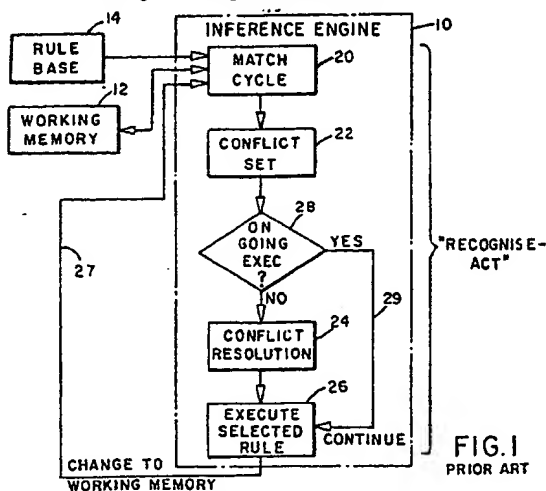 14
RULE
BASE
12
WORKING
MEMORY
INFERENCE ENGINE
10
MATCH
CYCLE
20
CONFLICT
SET
22
28
ON
GOING
EXEC
?
YES
NO
29
27
CONFLICT
RESOLUTION
24
26
EXECUTE
SELECTED
RULE
CONTINUE
CHANGE TO
WORKING MEMORY
"RECOGNISE-
ACT"
FIG.1
PRIOR ART